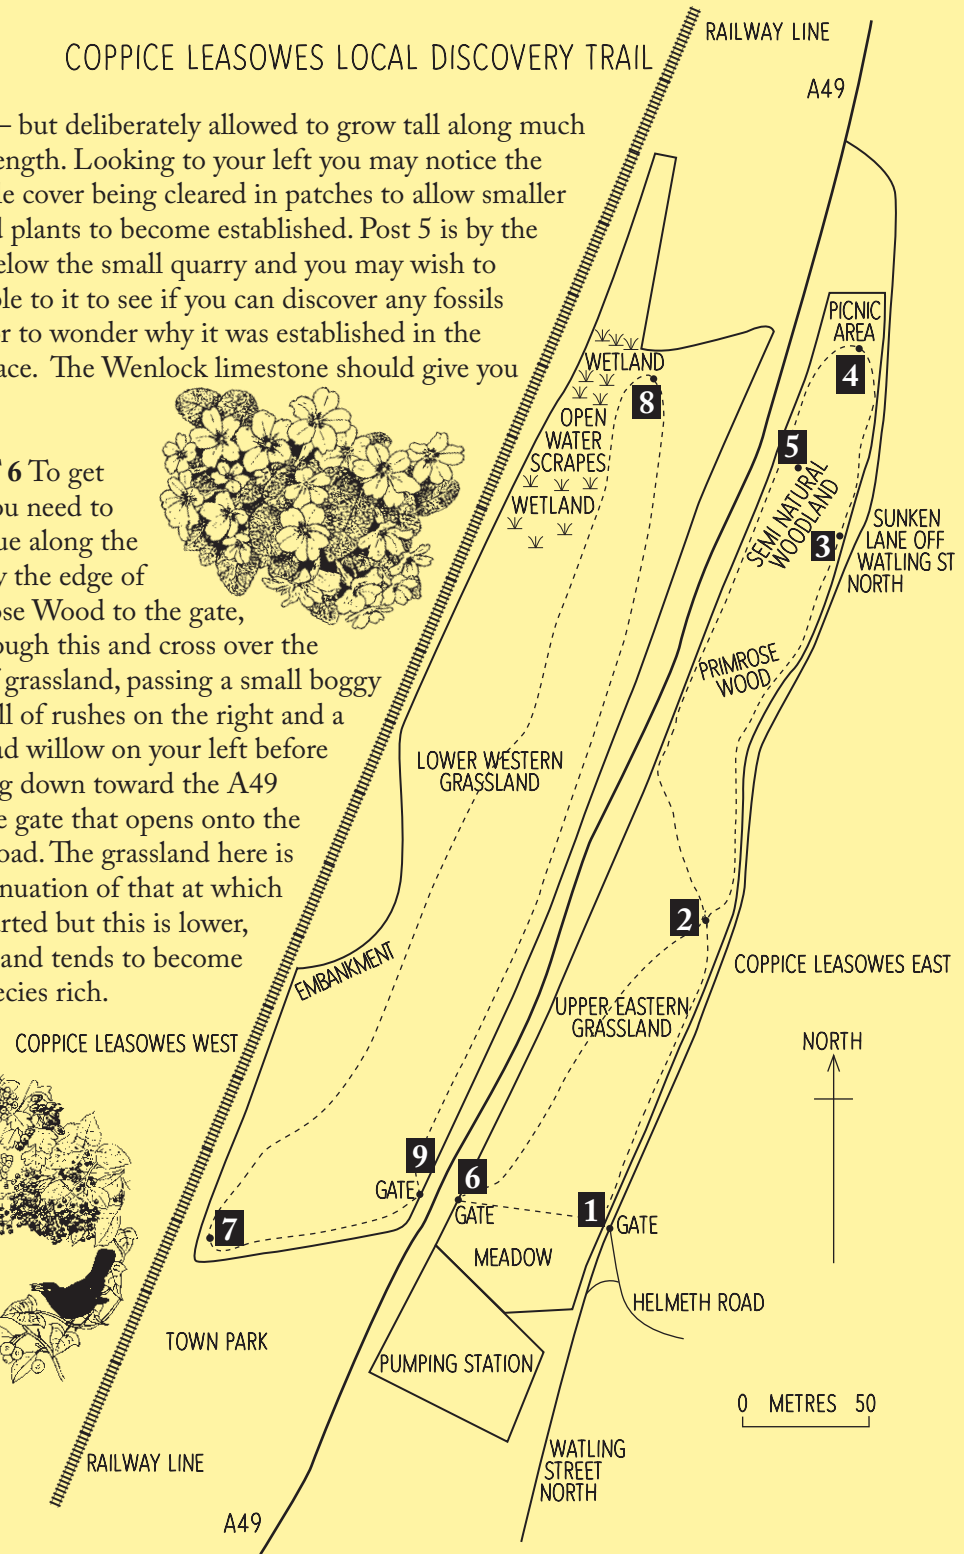 COPPICE LEASOWES LOCAL DISCOVERY TRAIL
– but deliberately allowed to grow tall along much
ength. Looking to your left you may notice the
e cover being cleared in patches to allow smaller
plants to become established. Post 5 is by the
elow the small quarry and you may wish to
le to it to see if you can discover any fossils
or to wonder why it was established in the
ace. The Wenlock limestone should give you
6 To get
ou need to
ue along the
y the edge of
ose Wood to the gate,
ough this and cross over the
f grassland, passing a small boggy
ll of rushes on the right and a
ad willow on your left before
g down toward the A49
e gate that opens onto the
oad. The grassland here is
nuation of that at which
arted but this is lower,
and tends to become
ecies rich.
RAILWAY LINE
A49
PICNIC
AREA
4
WETLAND
8
OPEN
WATER
SCRAPES
WETLAND
5
SEMI NATURAL
WOODLAND
3
SUNKEN
LANE OFF
WATLING ST
NORTH
PRIMROSE
WOOD
LOWER WESTERN
GRASSLAND
2
EMBANKMENT
COPPICE LEASOWES EAST
UPPER EASTERN
GRASSLAND
COPPICE LEASOWES WEST
NORTH
9
GATE
6
GATE
1
GATE
7
MEADOW
HELMETH ROAD
TOWN PARK
PUMPING STATION
0 METRES 50
RAILWAY LINE
WATLING
STREET
NORTH
A49